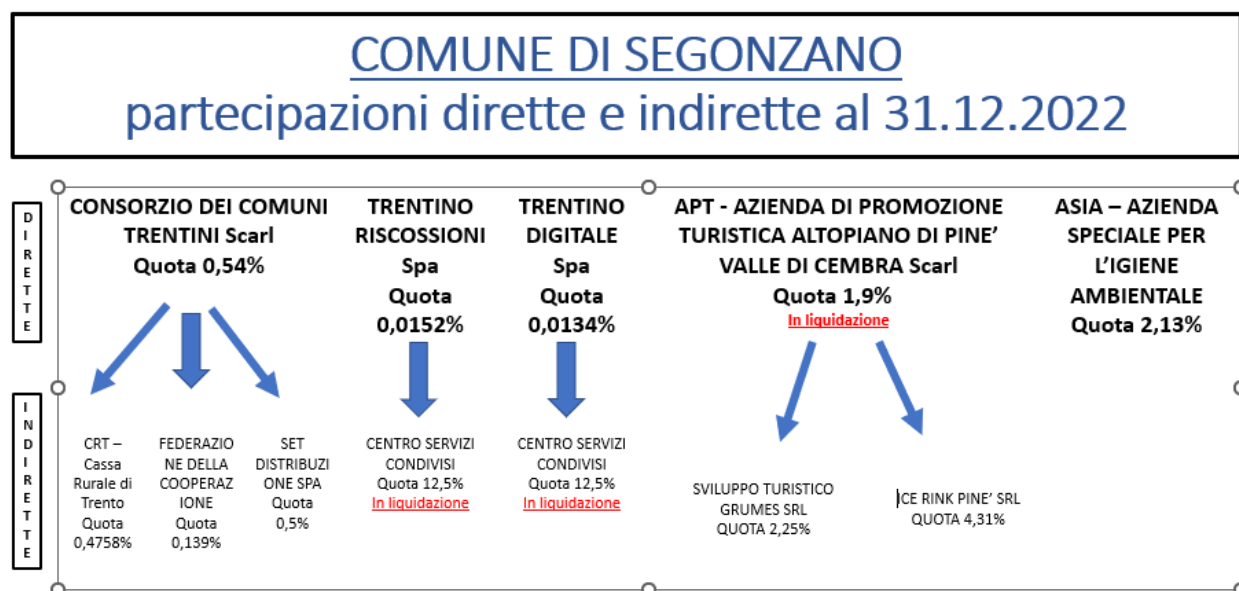 COMUNE DI SEGONZANO
partecipazioni dirette e indirette al 31.12.2022
DIRETTE
CONSORZIO DEI COMUNI
TRENTINI Scarl
Quota 0,54%
TRENTINO
RISCOSSIONI
Spa
Quota
0,0152%
TRENTINO
DIGITALE
Spa
Quota
0,0134%
APT - AZIENDA DI PROMOZIONE
TURISTICA ALTOPIANO DI PINE’
VALLE DI CEMBRA Scarl
Quota 1,9%
In liquidazione
ASIA – AZIENDA
SPECIALE PER
L’IGIENE
AMBIENTALE
Quota 2,13%
INDIRETTE
CRT –
Cassa
Rurale di
Trento
Quota
0,4758%
FEDERAZIO
NE DELLA
COOPERAZ
IONE
Quota
0,139%
SET
DISTRIBUZI
ONE SPA
Quota
0,5%
CENTRO SERVIZI
CONDIVISI
Quota 12,5%
In liquidazione
CENTRO SERVIZI
CONDIVISI
Quota 12,5%
In liquidazione
SVILUPPO TURISTICO
GRUMES SRL
QUOTA 2,25%
ICE RINK PINE’ SRL
QUOTA 4,31%